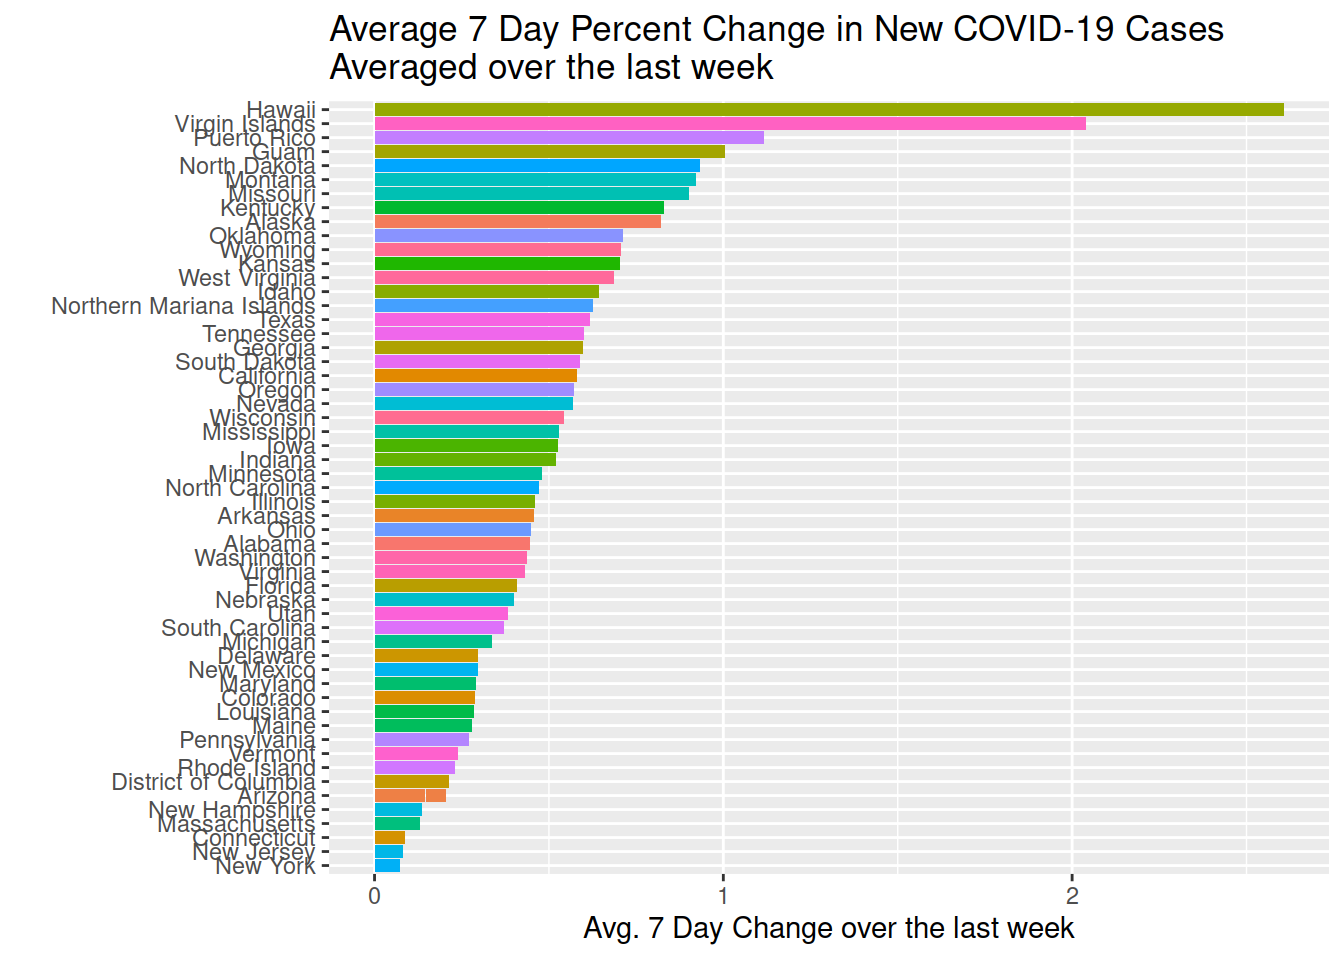 Average 7 Day Percent Change in New COVID-19 Cases
Averaged over the last week
Hawaii
Virgin Islands
Puerto Rico
Guam
North Dakota
Montana
Missouri
Kentucky
Alaska
Oklahoma
Wyoming
Kansas
West Virginia
Idaho
Northern Mariana Islands
Texas
Tennessee
Georgia
South Dakota
California
Oregon
Nevada
Wisconsin
Mississippi
Iowa
Indiana
Minnesota
North Carolina
Illinois
Arkansas
Ohio
Alabama
Washington
Virginia
Florida
Nebraska
Utah
South Carolina
Michigan
Delaware
New Mexico
Maryland
Colorado
Louisiana
Maine
Pennsylvania
Vermont
Rhode Island
District of Columbia
Arizona
New Hampshire
Massachusetts
Connecticut
New Jersey
New York
0 1 2
Avg. 7 Day Change over the last week